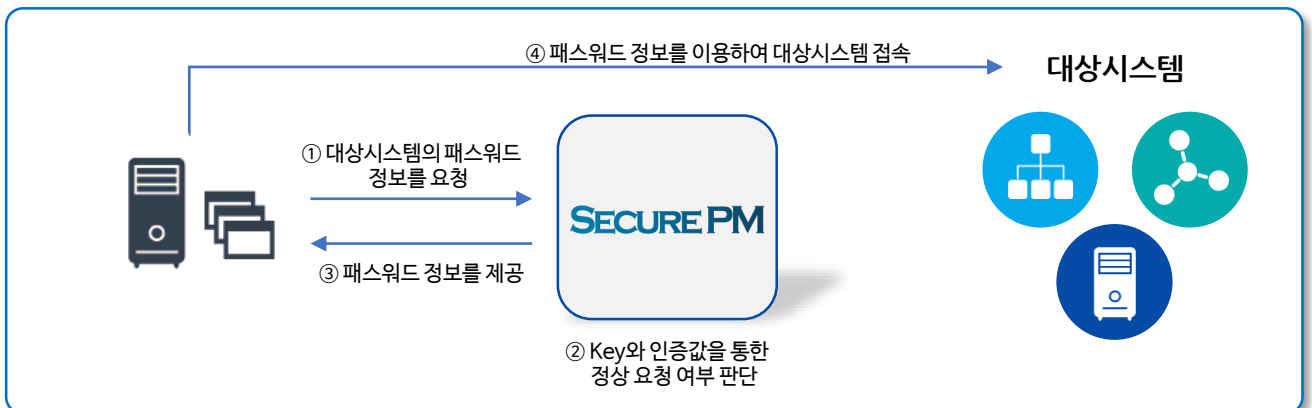 ④ 패스워드 정보를 이용하여 대상시스템 접속
대상시스템
① 대상시스템의 패스워드
정보를 요청
SECURE PM
③ 패스워드 정보를 제공
② Key와 인증값을 통한
정상 요청 여부 판단